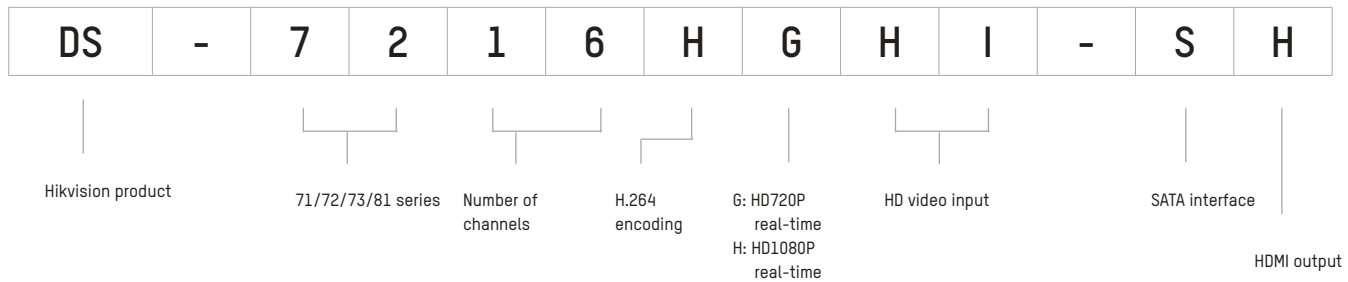 DS - 7 2 1 6 H G H I - S H
Hikvision product
71/72/73/81 series
Number of
channels
H.264
encoding
G: HD720P
real-time
H: HD1080P
real-time
HD video input
SATA interface
HDMI output